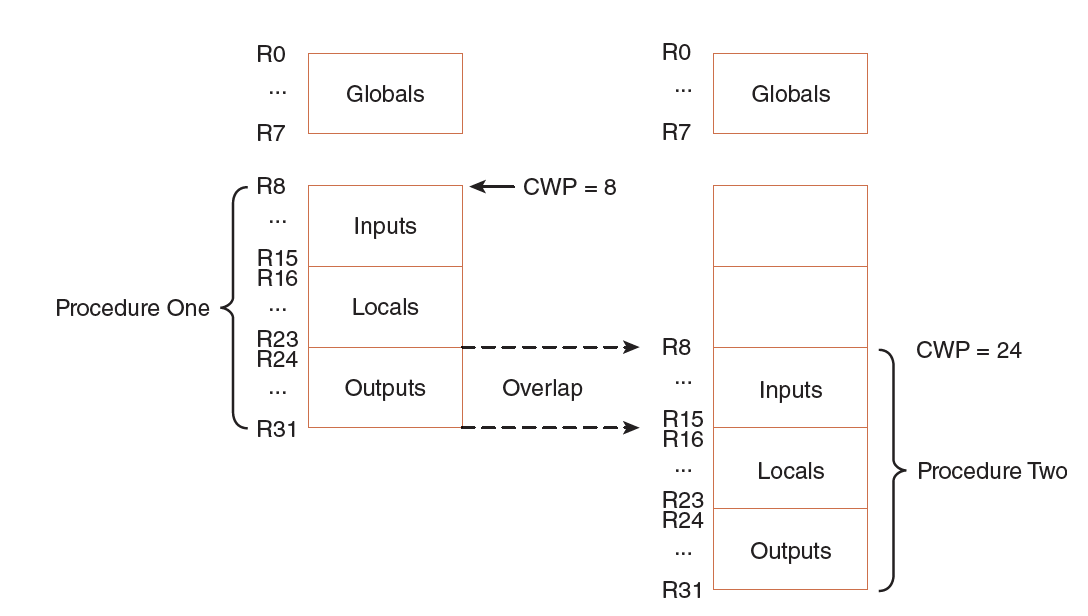 R0
...
R7
Globals
R0
...
R7
Globals
Procedure One
R8
...
R15
R16
...
R23
R24
...
R31
Inputs
Locals
Outputs
CWP = 8
Overlap
R8
...
R15
R16
...
R23
R24
...
R31
Inputs
Locals
Outputs
CWP = 24
Procedure Two